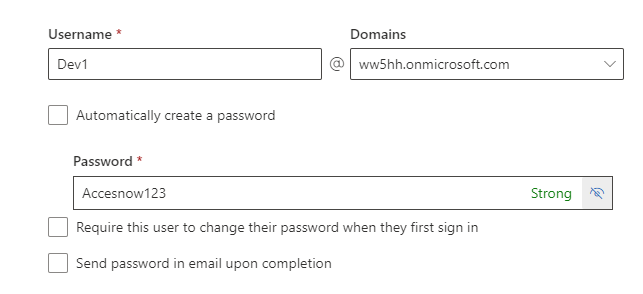 Username * Domains
Dev1 @ ww5hh.onmicrosoft.com
Automatically create a password
Password *
Accesnow123 Strong
Require this user to change their password when they first sign in
Send password in email upon completion